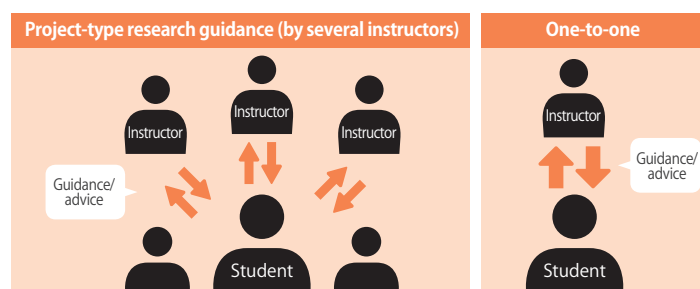 Project-type research guidance (by several instructors)
Instructor
Instructor
Instructor
Guidance/
advice
Student
One-to-one
Instructor
Guidance/
advice
Student